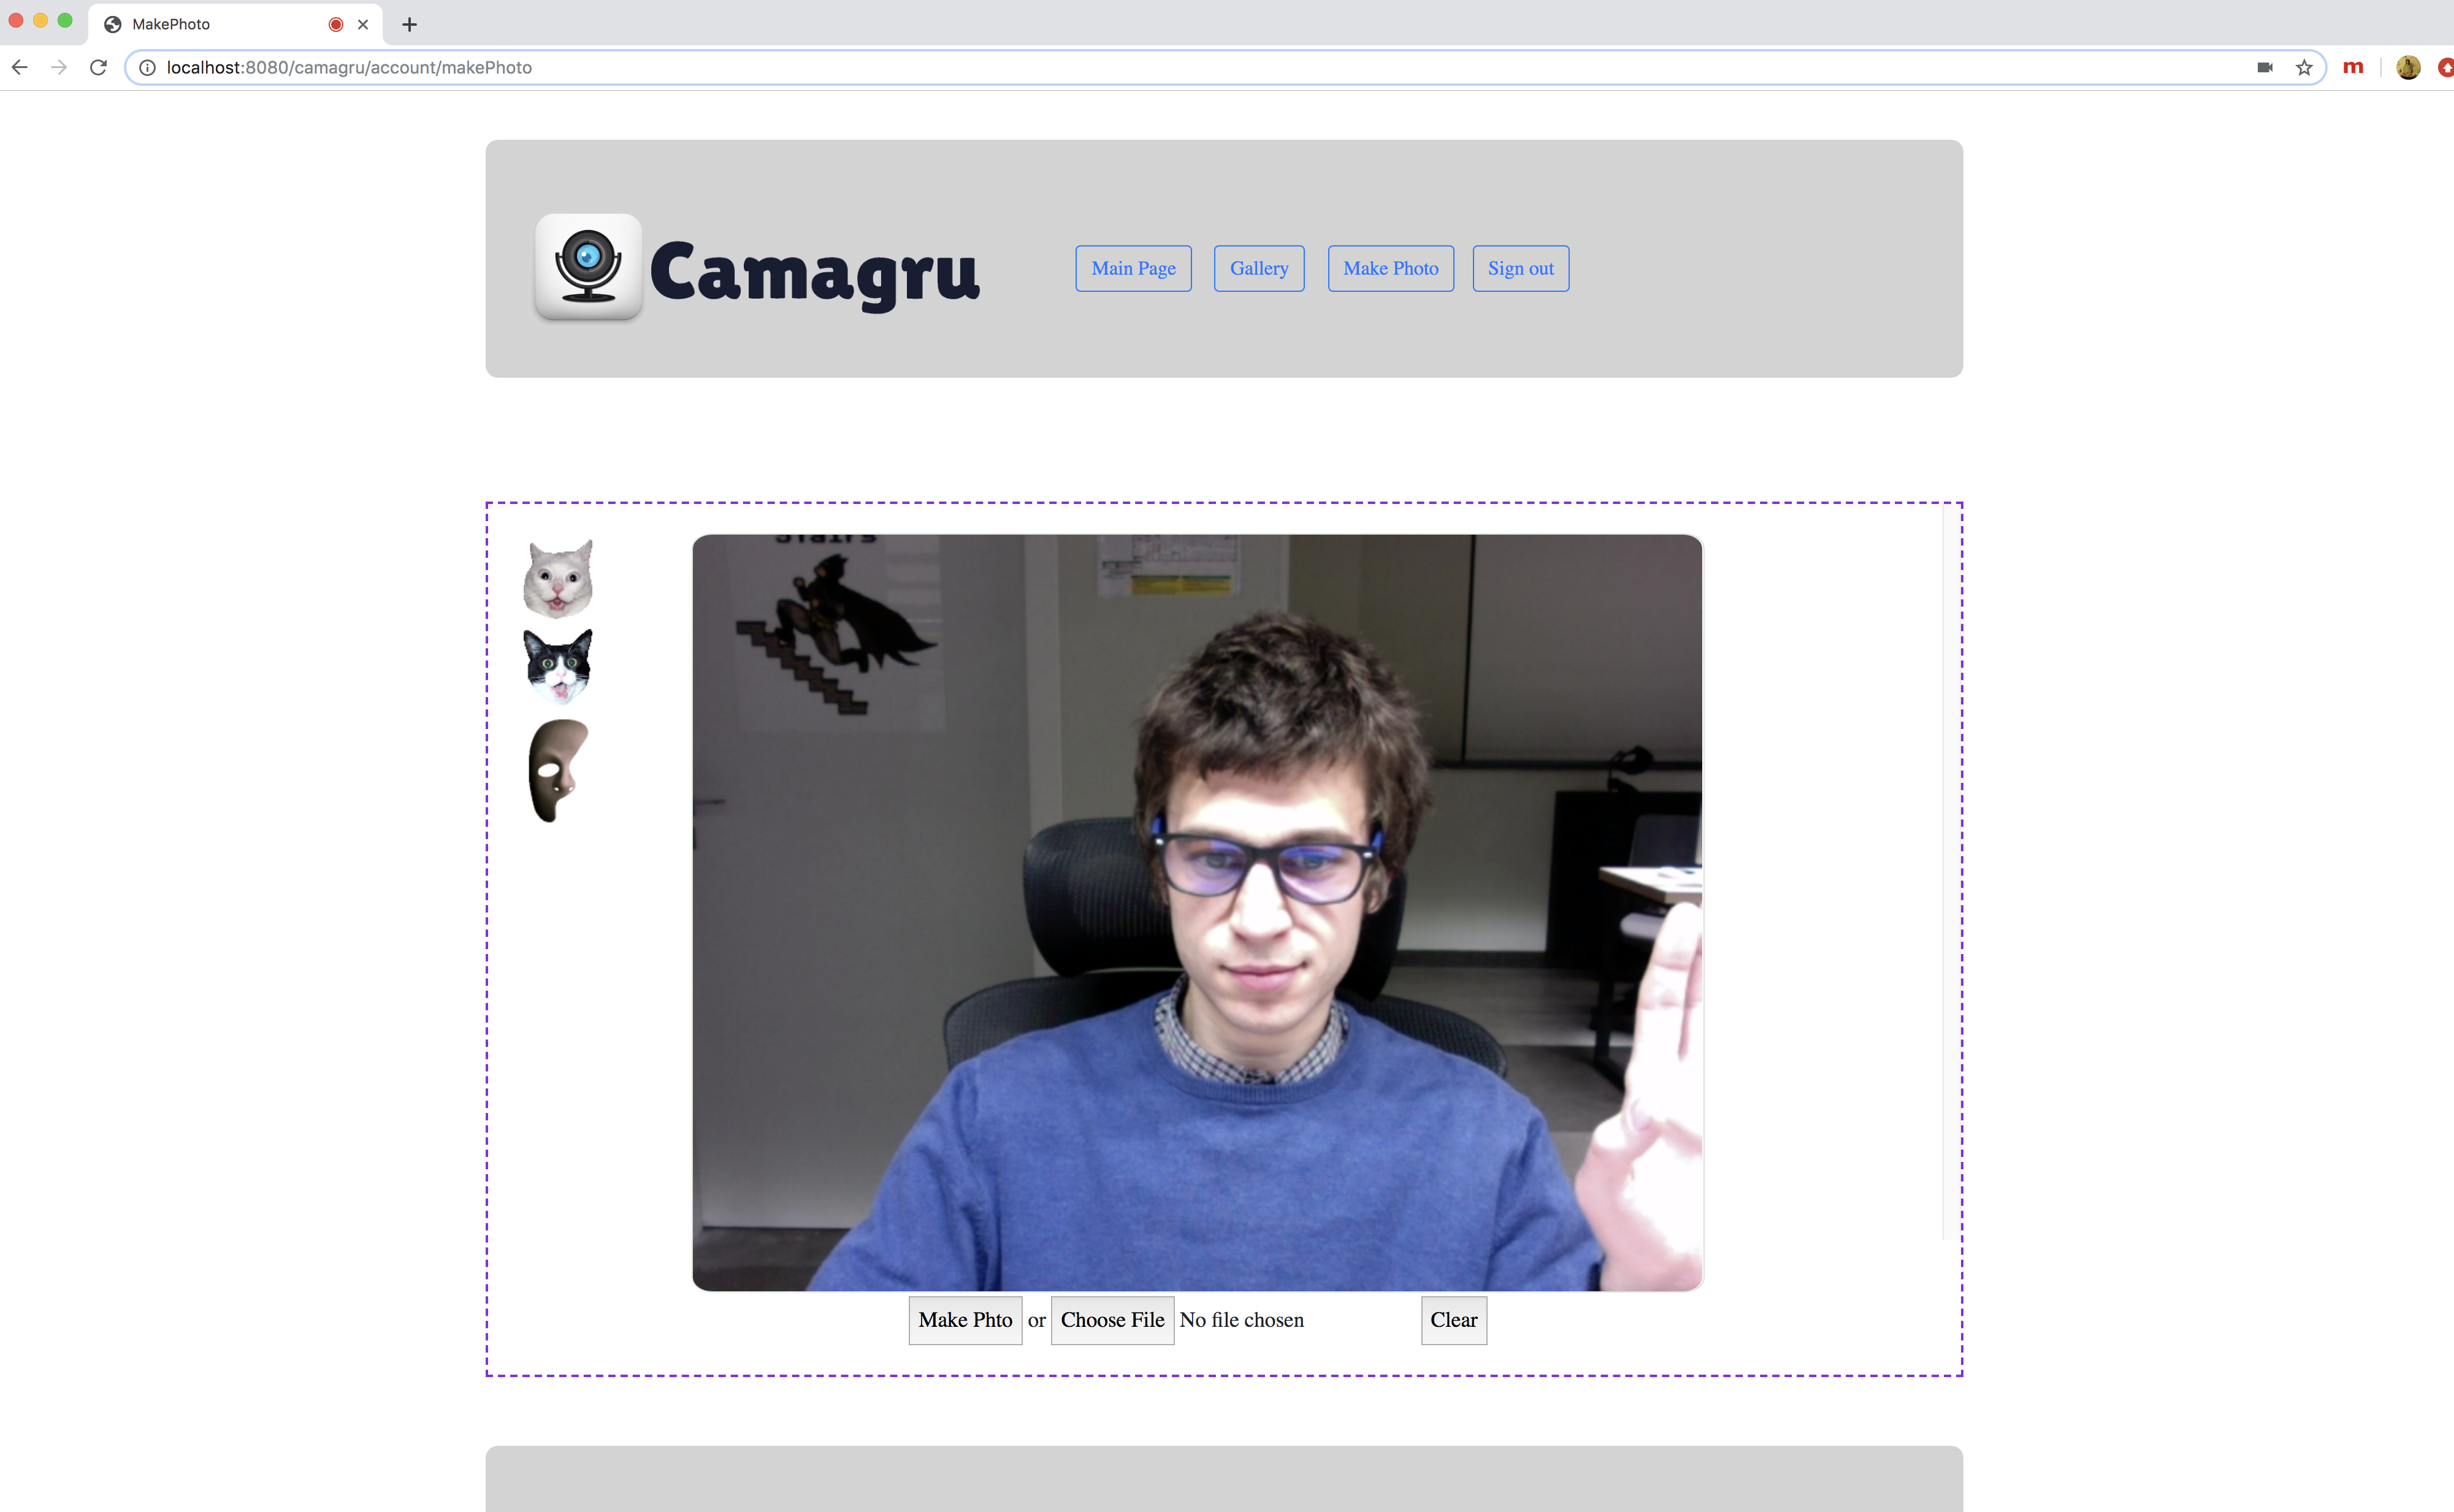 MakePhoto
localhost:8080/camagru/account/makePhoto
m
Camagru
Main Page
Gallery
Make Photo
Sign out
Stairs
Make Phto or Choose File No file chosen
Clear